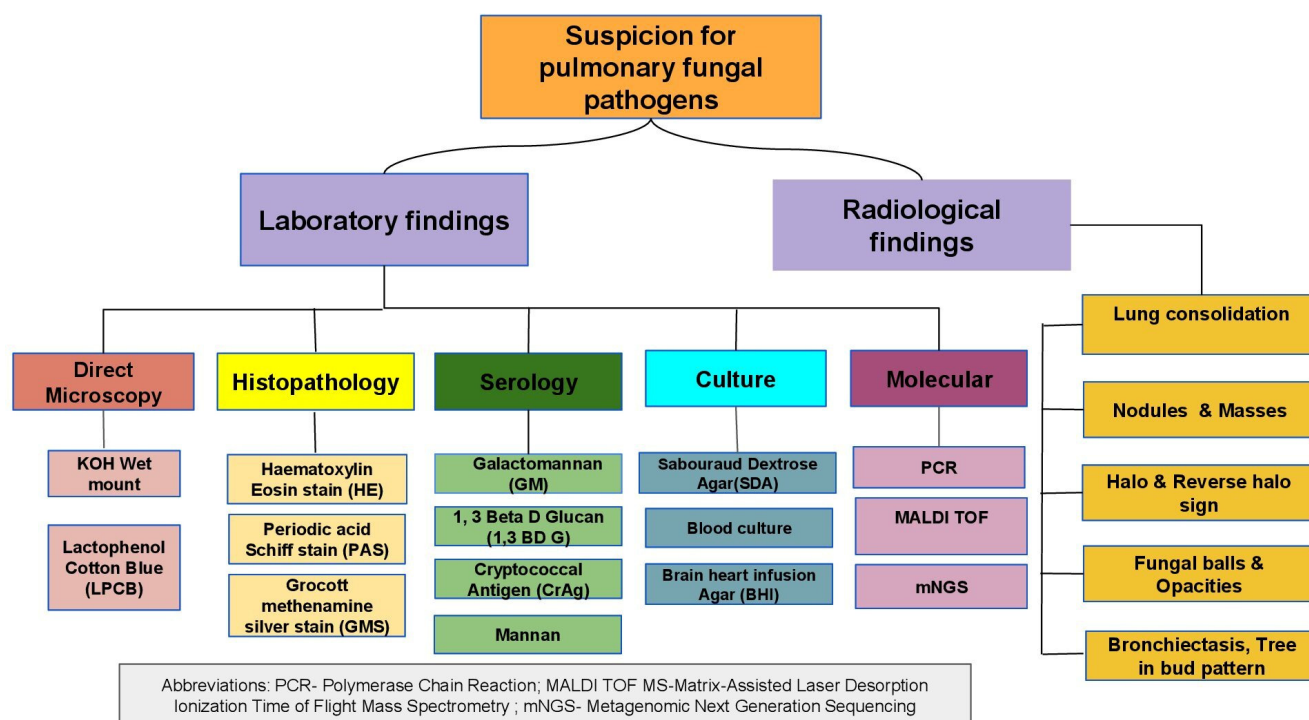 Suspicion for
pulmonary fungal
pathogens
Laboratory findings
Radiological
findings
Direct
Microscopy
KOH Wet
mount
Lactophenol
Cotton Blue
(LPCB)
Histopathology
Haematoxylin
Eosin stain (HE)
Periodic acid
Schiff stain (PAS)
Grocott
methenamine
silver stain (GMS)
Serology
Galactomannan
(GM)
1, 3 Beta D Glucan
(1,3 BD G)
Cryptococcal
Antigen (CrAg)
Mannan
Culture
Sabouraud Dextrose
Agar(SDA)
Blood culture
Brain heart infusion
Agar (BHI)
Molecular
PCR
MALDI TOF
mNGS
Lung consolidation
Nodules & Masses
Halo & Reverse halo
sign
Fungal balls &
Opacities
Bronchiectasis, Tree
in bud pattern
Abbreviations: PCR- Polymerase Chain Reaction; MALDI TOF MS-Matrix-Assisted Laser Desorption
Ionization Time of Flight Mass Spectrometry ; mNGS- Metagenomic Next Generation Sequencing